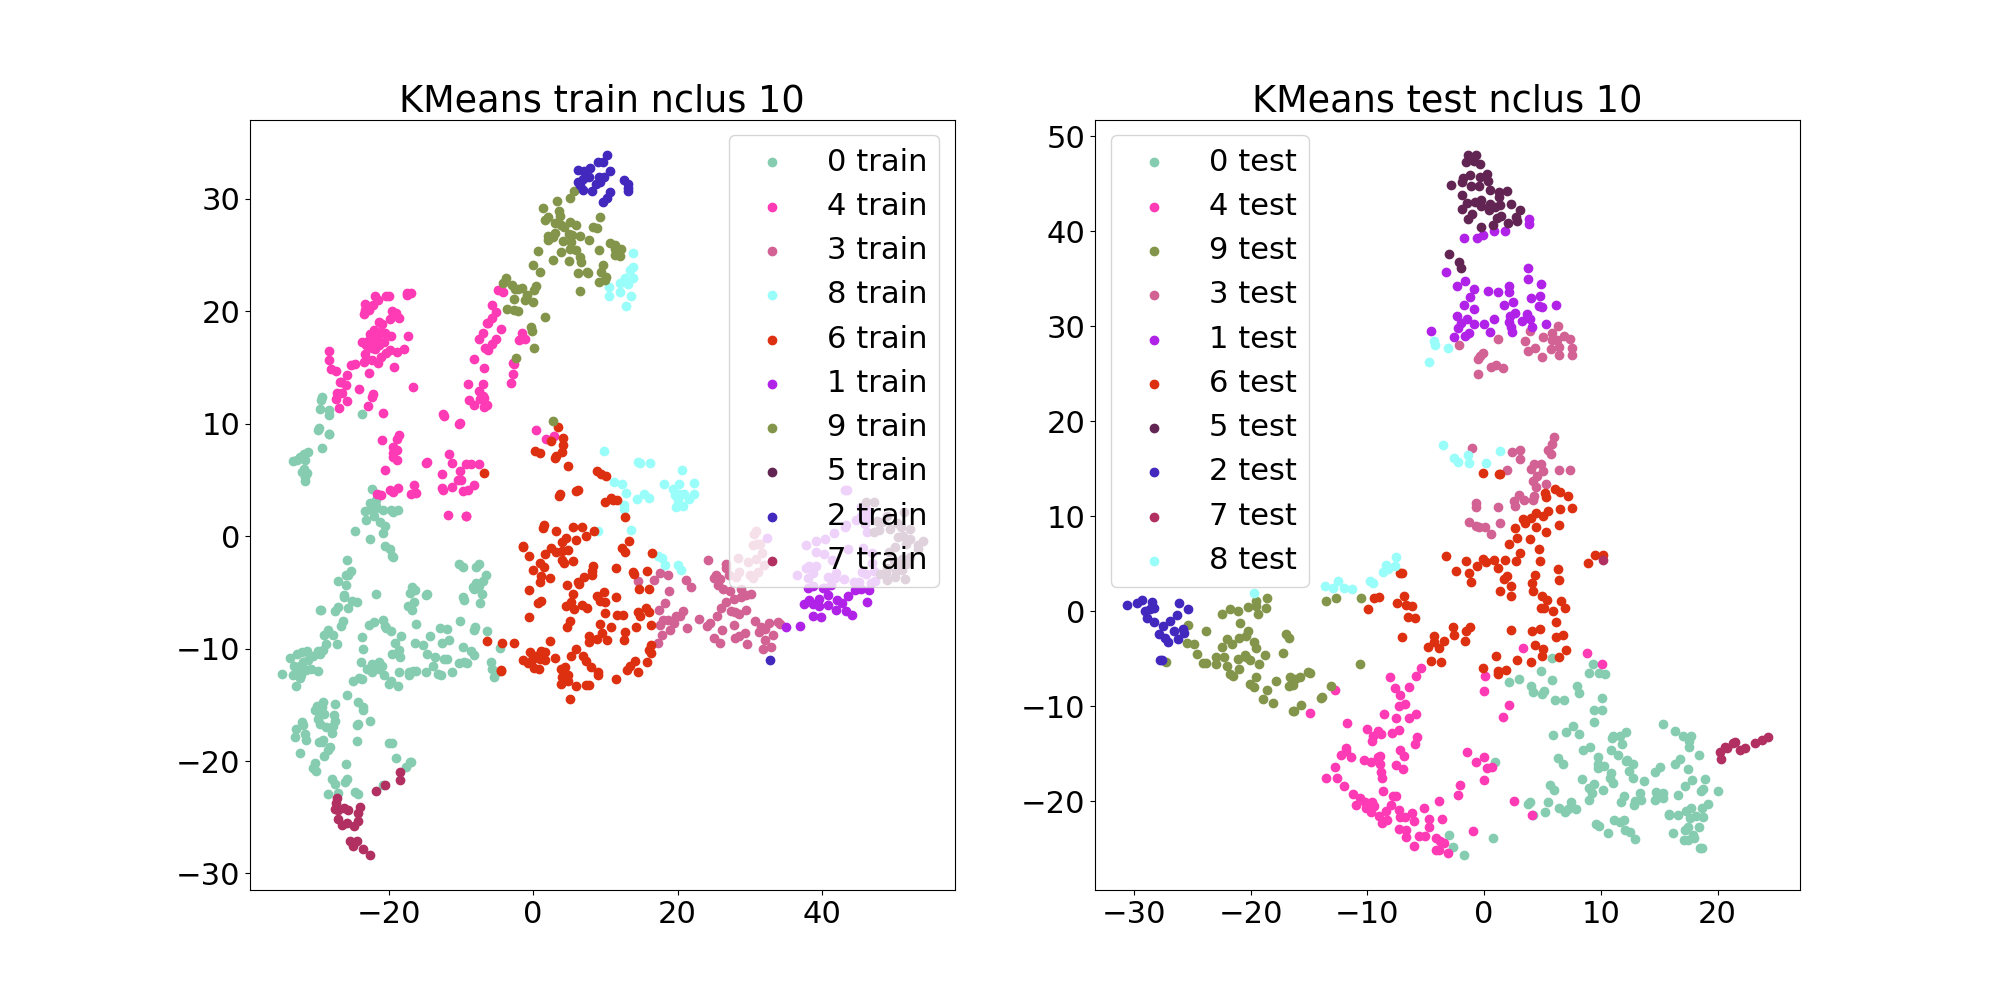 KMeans train nclus 10
30
20
10
0
−10
−20
−30
−20
0
20
40
0 train
4 train
3 train
8 train
6 train
1 train
9 train
5 train
2 train
7 train
KMeans test nclus 10
50
40
30
20
10
0
−10
−20
−30
−20
−10
0
10
20
0 test
4 test
9 test
3 test
1 test
6 test
5 test
2 test
7 test
8 test